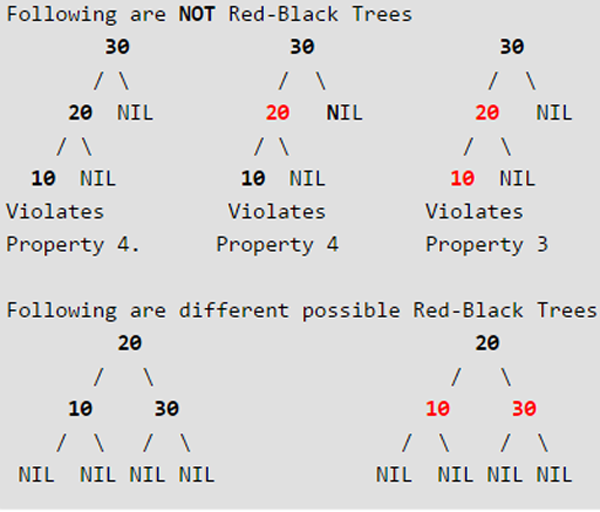 Following are NOT Red-Black Trees
30 30 30
/ \ / \ / \
20 NIL 20 NIL 20 NIL
/ \ / \ / \
10 NIL 10 NIL 10 NIL
Violates Violates Violates
Property 4. Property 4 Property 3
Following are different possible Red-Black Trees
20 20
/ \ / \
10 30 10 30
/ \ / \ / \ / \
NIL NIL NIL NIL NIL NIL NIL NIL